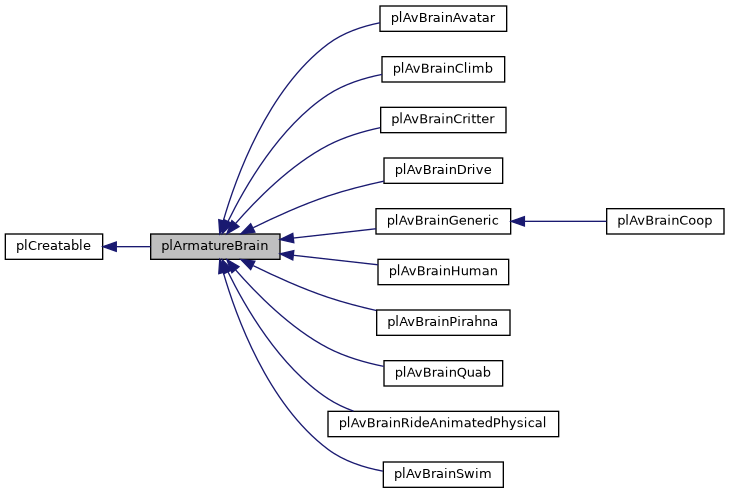 plAvBrainAvatar
plAvBrainClimb
plAvBrainCritter
plAvBrainDrive
plAvBrainGeneric
plAvBrainCoop
plCreatable
plArmatureBrain
plAvBrainHuman
plAvBrainPirahna
plAvBrainQuab
plAvBrainRideAnimatedPhysical
plAvBrainSwim